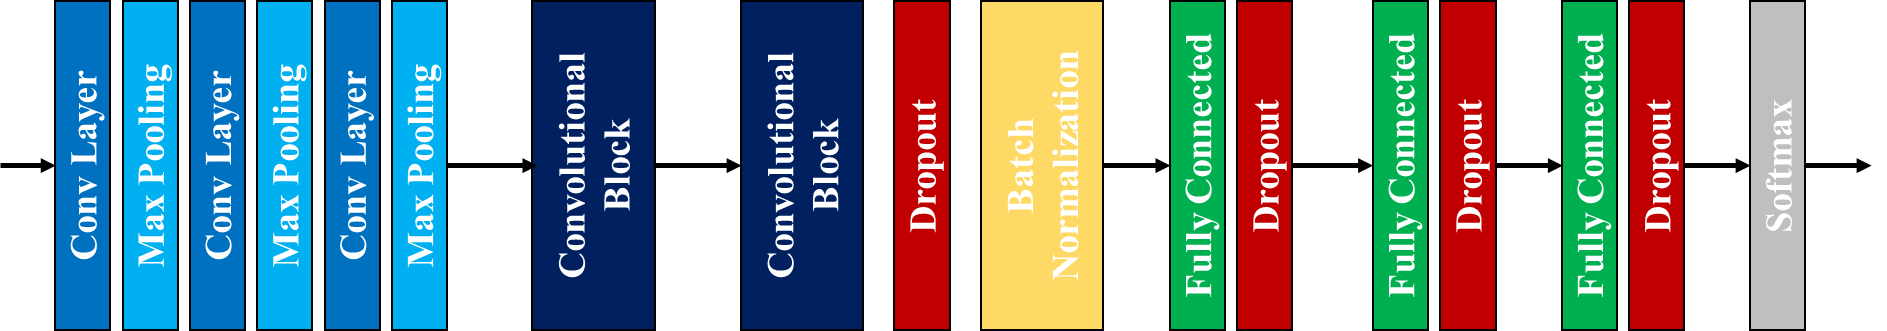 Conv Layer
Max Pooling
Conv Layer
Max Pooling
Conv Layer
Max Pooling
Convolutional
Block
Convolutional
Block
Dropout
Batch
Normalization
Fully Connected
Dropout
Fully Connected
Dropout
Fully Connected
Dropout
Softmax